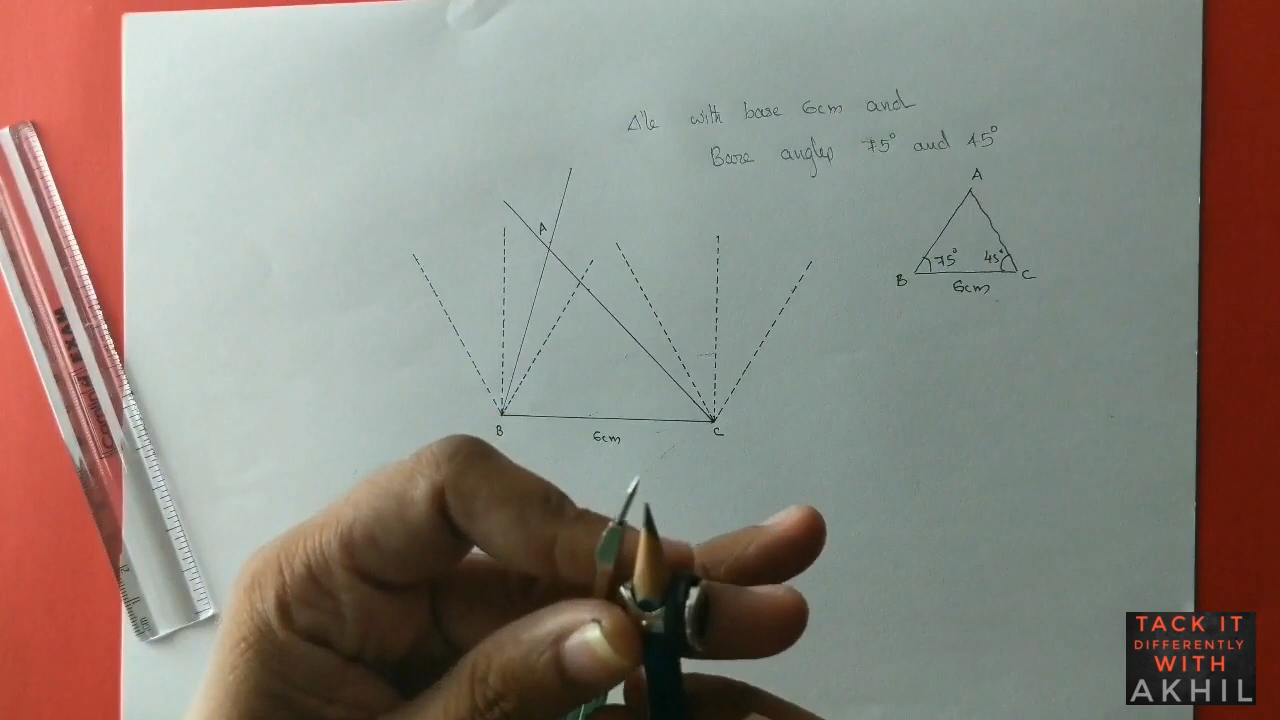 Δ'le with base 6cm and
Base angles 75° and 45°
A
75° 45°
B C
6cm
A
B C
6cm
TACK IT
DIFFERENTLY
WITH
AKHIL